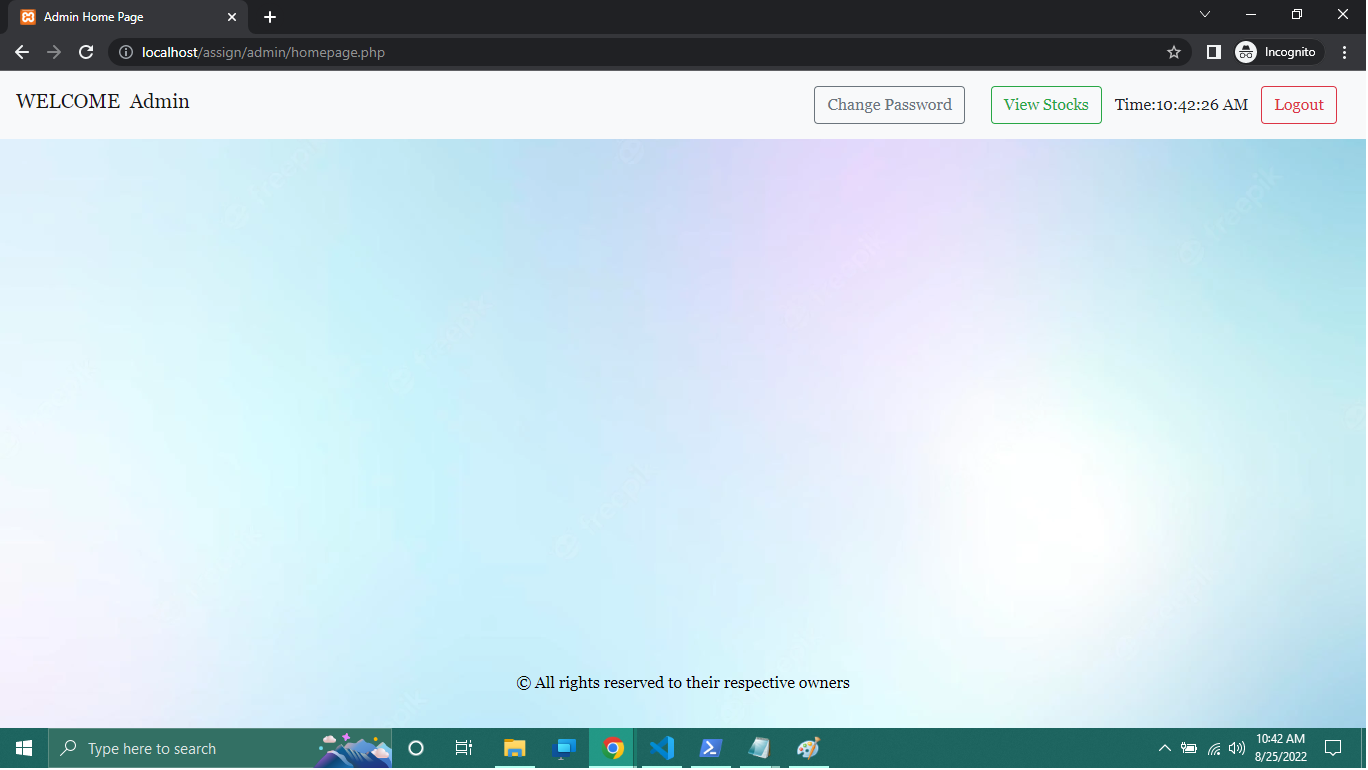 Admin Home Page
localhost/assign/admin/homepage.php
Incognito
WELCOME Admin
Change Password
View Stocks
Time:10:42:26 AM
Logout
freepik
© All rights reserved to their respective owners
Type here to search
10:42 AM
8/25/2022